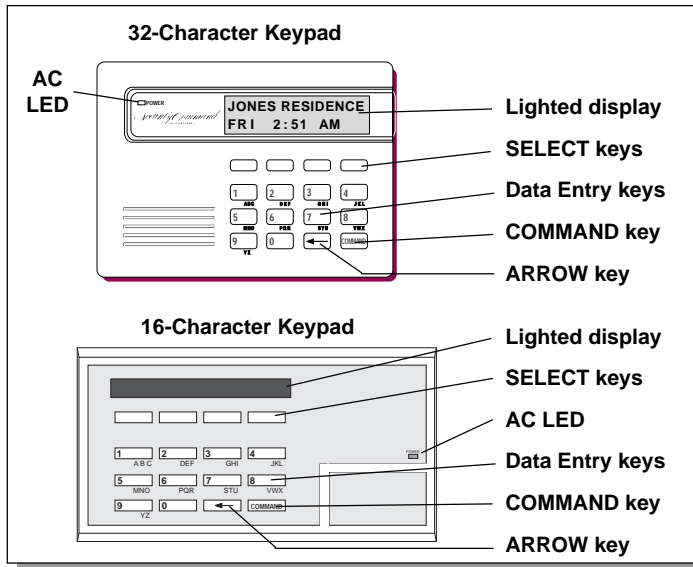 32-Character Keypad
AC
LED
POWER
JONES RESIDENCE
FRI 2:51 AM
Lighted display
SELECT keys
1 2 3 4
ABC DEF GHI JKL
Data Entry keys
5 6 7 8
MNO PQR STU VWX
COMMAND key
9 0 COMMAND
YZ
ARROW key
16-Character Keypad
Lighted display
SELECT keys
AC LED
POWER
1 2 3 4
ABC DEF GHI JKL
Data Entry keys
5 6 7 8
MNO PQR STU VWX
COMMAND key
9 0 COMMAND
YZ
ARROW key